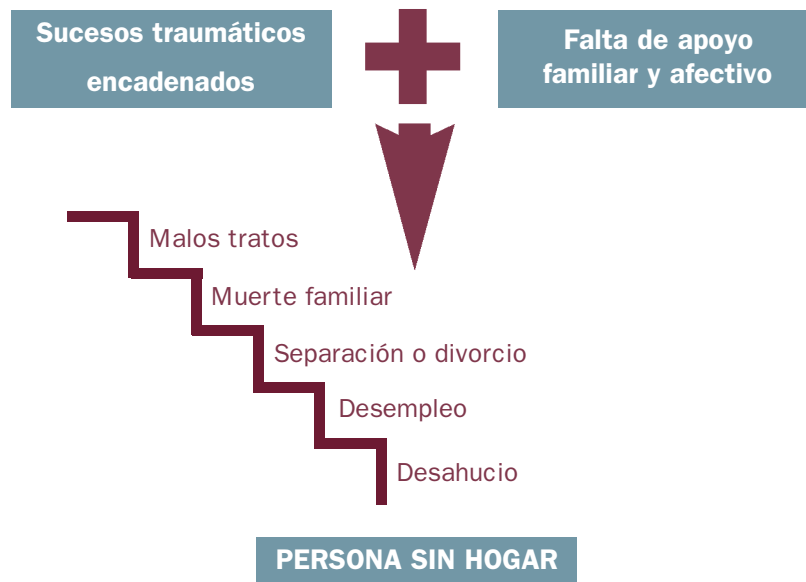 Sucesos traumáticos
encadenados
Falta de apoyo
familiar y afectivo
Malos tratos
Muerte familiar
Separación o divorcio
Desempleo
Desahucio
PERSONA SIN HOGAR